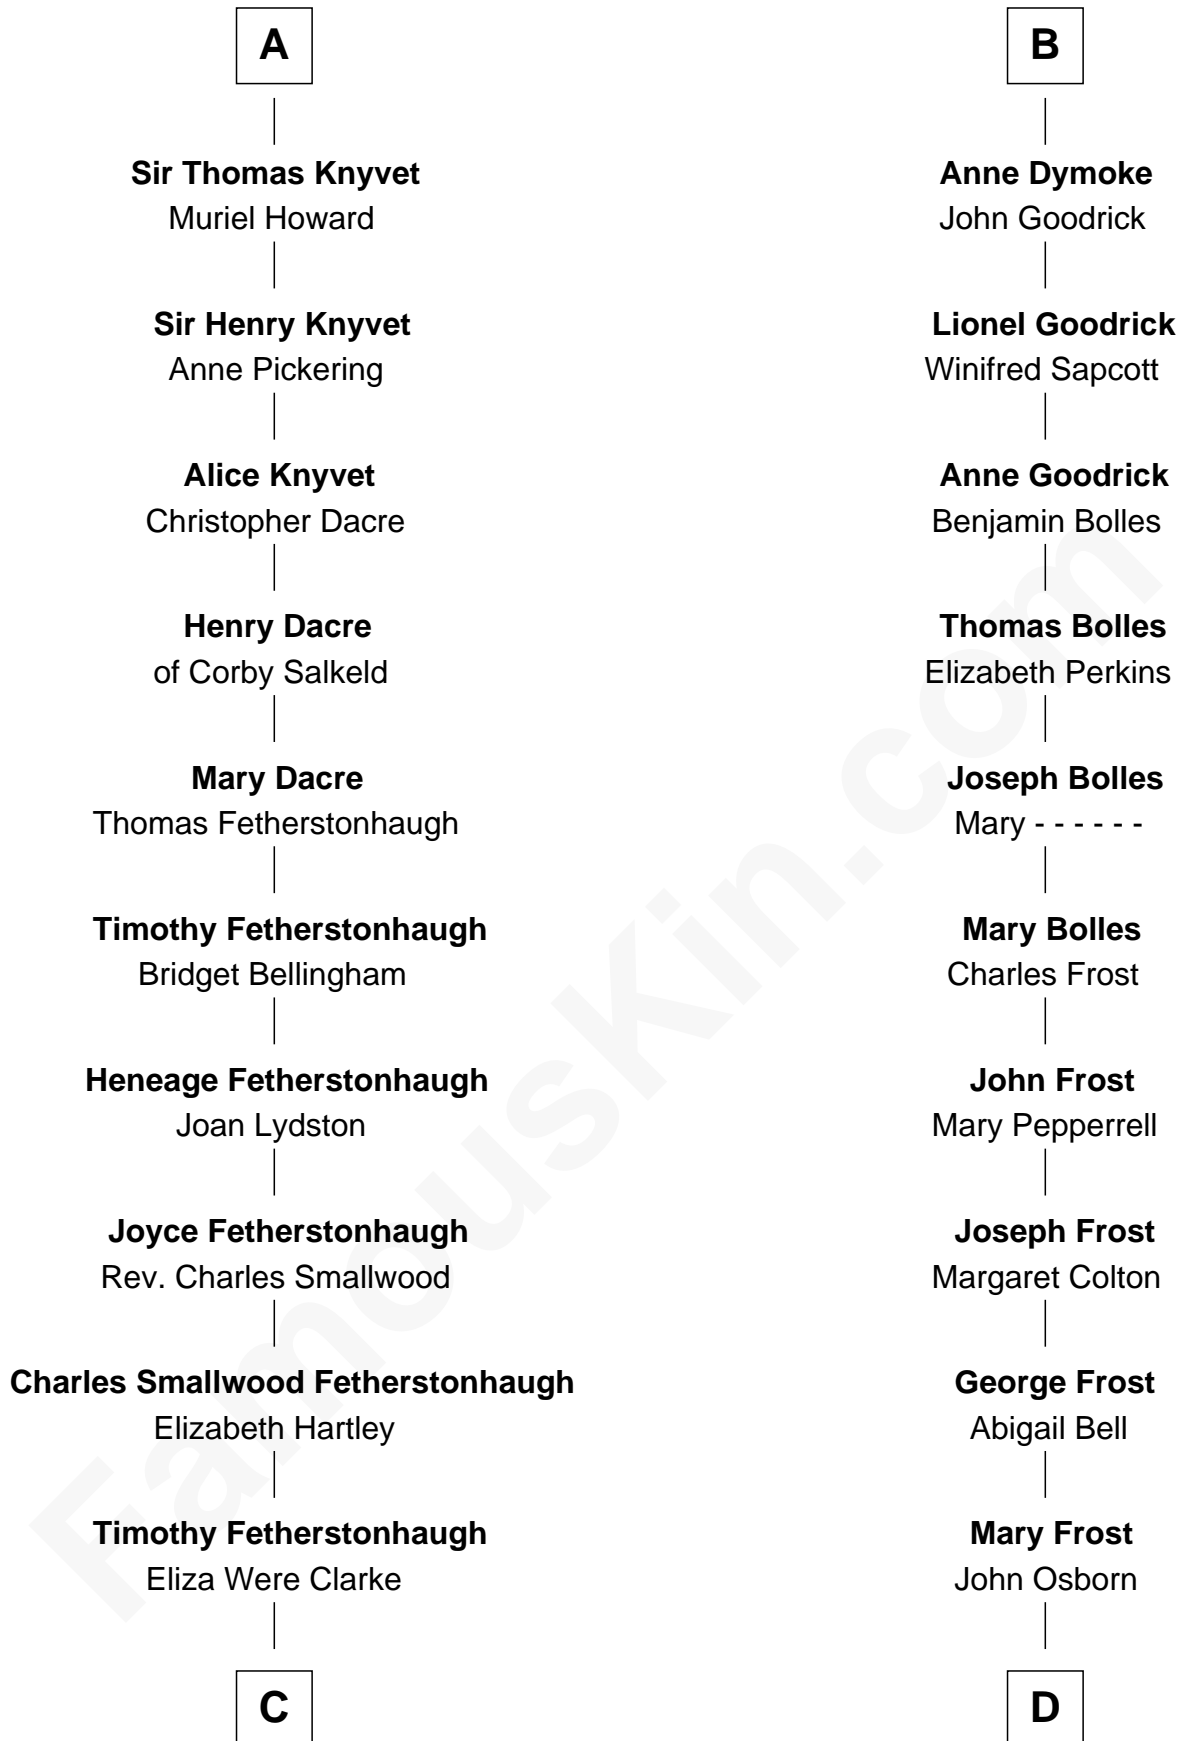 A
Sir Thomas Knyvet
Muriel Howard
Sir Henry Knyvet
Anne Pickering
Alice Knyvet
Christopher Dacre
Henry Dacre
of Corby Salkeld
Mary Dacre
Thomas Fetherstonhaugh
Timothy Fetherstonhaugh
Bridget Bellingham
Heneage Fetherstonhaugh
Joan Lydston
Joyce Fetherstonhaugh
Rev. Charles Smallwood
Charles Smallwood Fetherstonhaugh
Elizabeth Hartley
Timothy Fetherstonhaugh
Eliza Were Clarke
C
B
Anne Dymoke
John Goodrick
Lionel Goodrick
Winifred Sapcott
Anne Goodrick
Benjamin Bolles
Thomas Bolles
Elizabeth Perkins
Joseph Bolles
Mary - - - - - -
Mary Bolles
Charles Frost
John Frost
Mary Pepperrell
Joseph Frost
Margaret Colton
George Frost
Abigail Bell
Mary Frost
John Osborn
D
FamousKin.com